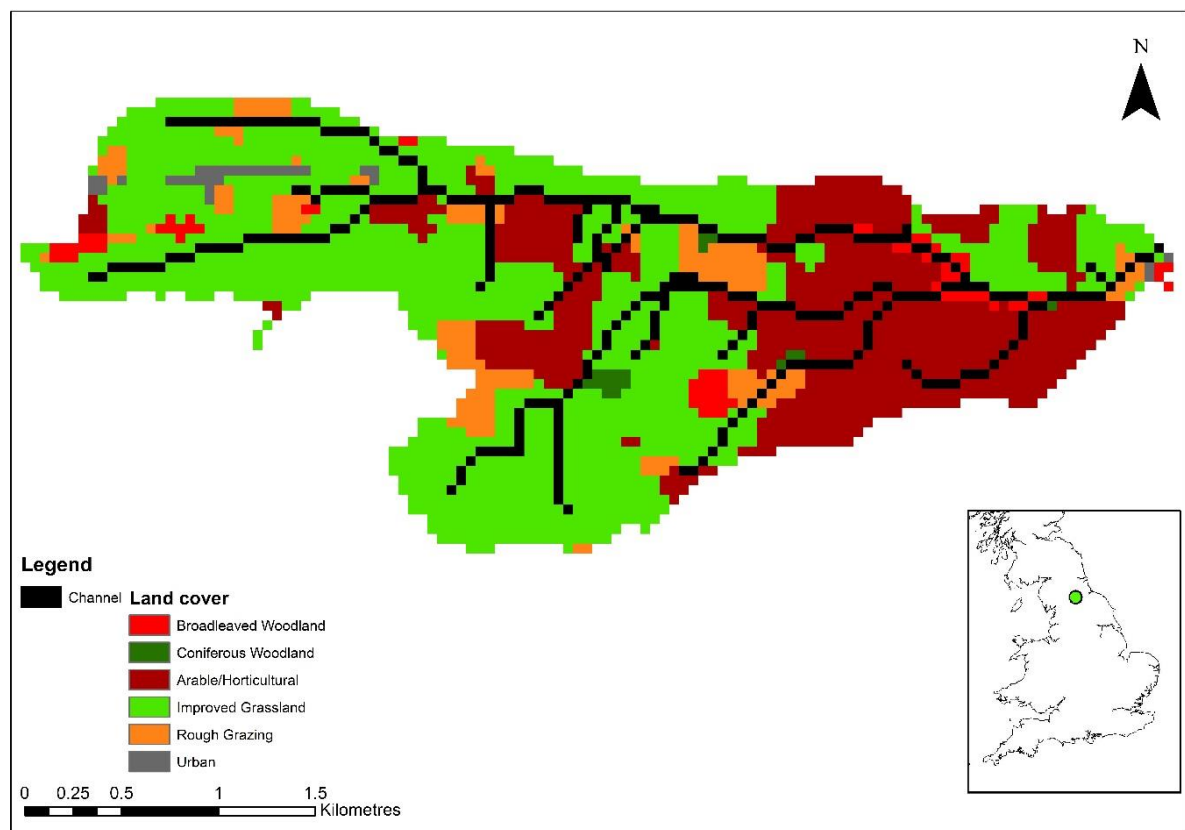 N
Legend
Channel
Land cover
Broadleaved Woodland
Coniferous Woodland
Arable/Horticultural
Improved Grassland
Rough Grazing
Urban
0 0.25 0.5 1 1.5
Kilometres